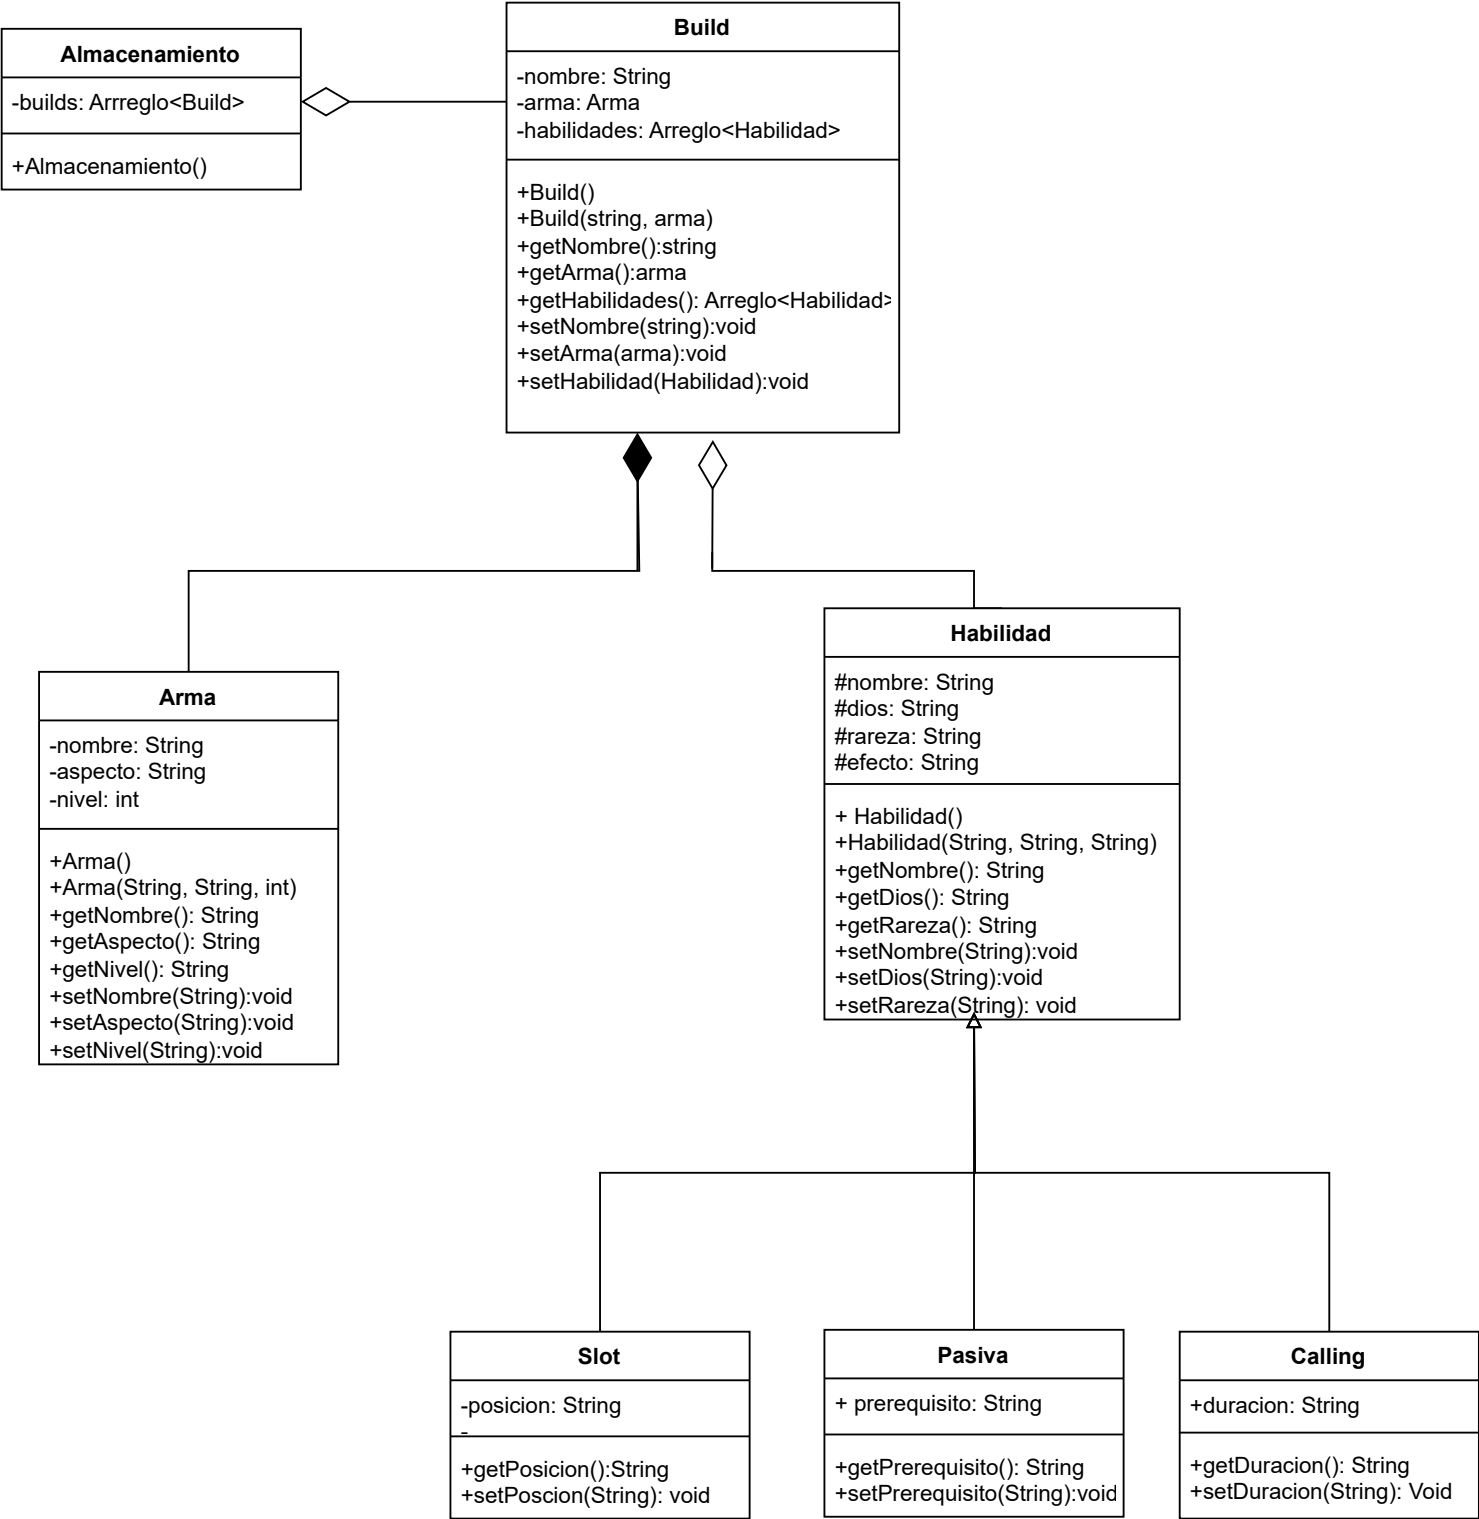 Almacenamiento
-builds: Arrreglo<Build>
+Almacenamiento()
Build
-nombre: String
-arma: Arma
-habilidades: Arreglo<Habilidad>
+Build()
+Build(string, arma)
+getNombre():string
+getArma():arma
+getHabilidades(): Arreglo<Habilidad>
+setNombre(string):void
+setArma(arma):void
+setHabilidad(Habilidad):void
Arma
-nombre: String
-aspecto: String
-nivel: int
+Arma()
+Arma(String, String, int)
+getNombre(): String
+getAspecto(): String
+getNivel(): String
+setNombre(String):void
+setAspecto(String):void
+setNivel(String):void
Habilidad
#nombre: String
#dios: String
#rareza: String
#efecto: String
+ Habilidad()
+Habilidad(String, String, String)
+getNombre(): String
+getDios(): String
+getRareza(): String
+setNombre(String):void
+setDios(String):void
+setRareza(String): void
Slot
-posicion: String
-
+getPosicion():String
+setPoscion(String): void
Pasiva
+ prerequisito: String
+getPrerequisito(): String
+setPrerequisito(String):void
Calling
+duracion: String
+getDuracion(): String
+setDuracion(String): Void